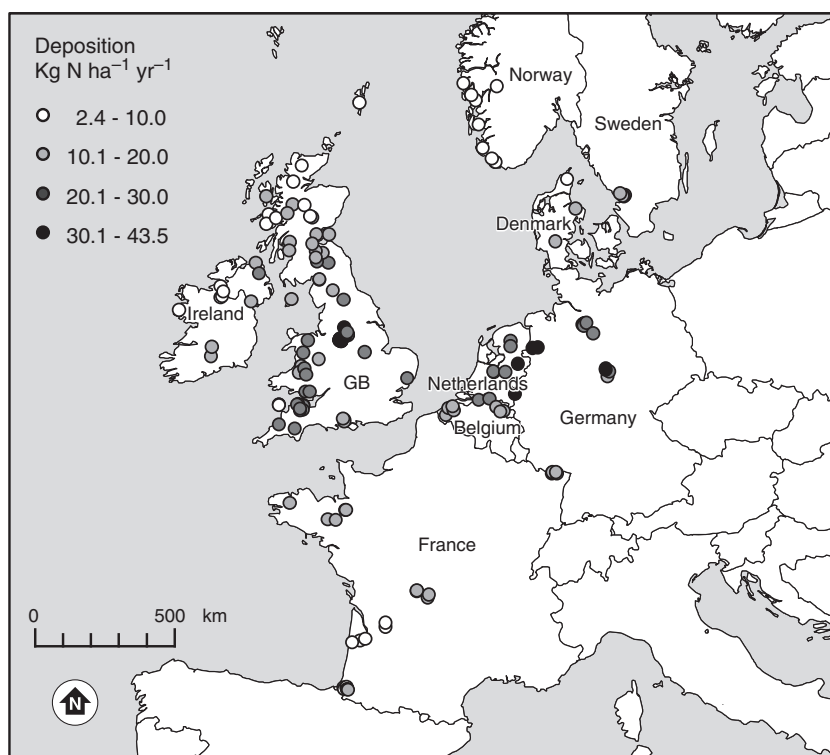 Deposition
Kg N ha⁻¹ yr⁻¹
2.4 - 10.0
10.1 - 20.0
20.1 - 30.0
30.1 - 43.5
Norway
Sweden
Denmark
Ireland
GB
Netherlands
Belgium
Germany
France
0 500 km
N